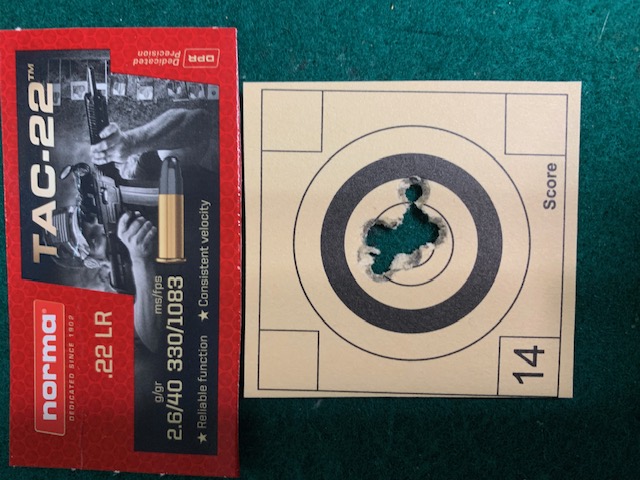 norma®
DEDICATED SINCE 1902
.22 LR
TAC-22™
DPR
Dedicated
Precision
g/gr
ms/fps
2.6/40 330/1083
★ Reliable function ★ Consistent velocity
Score
14